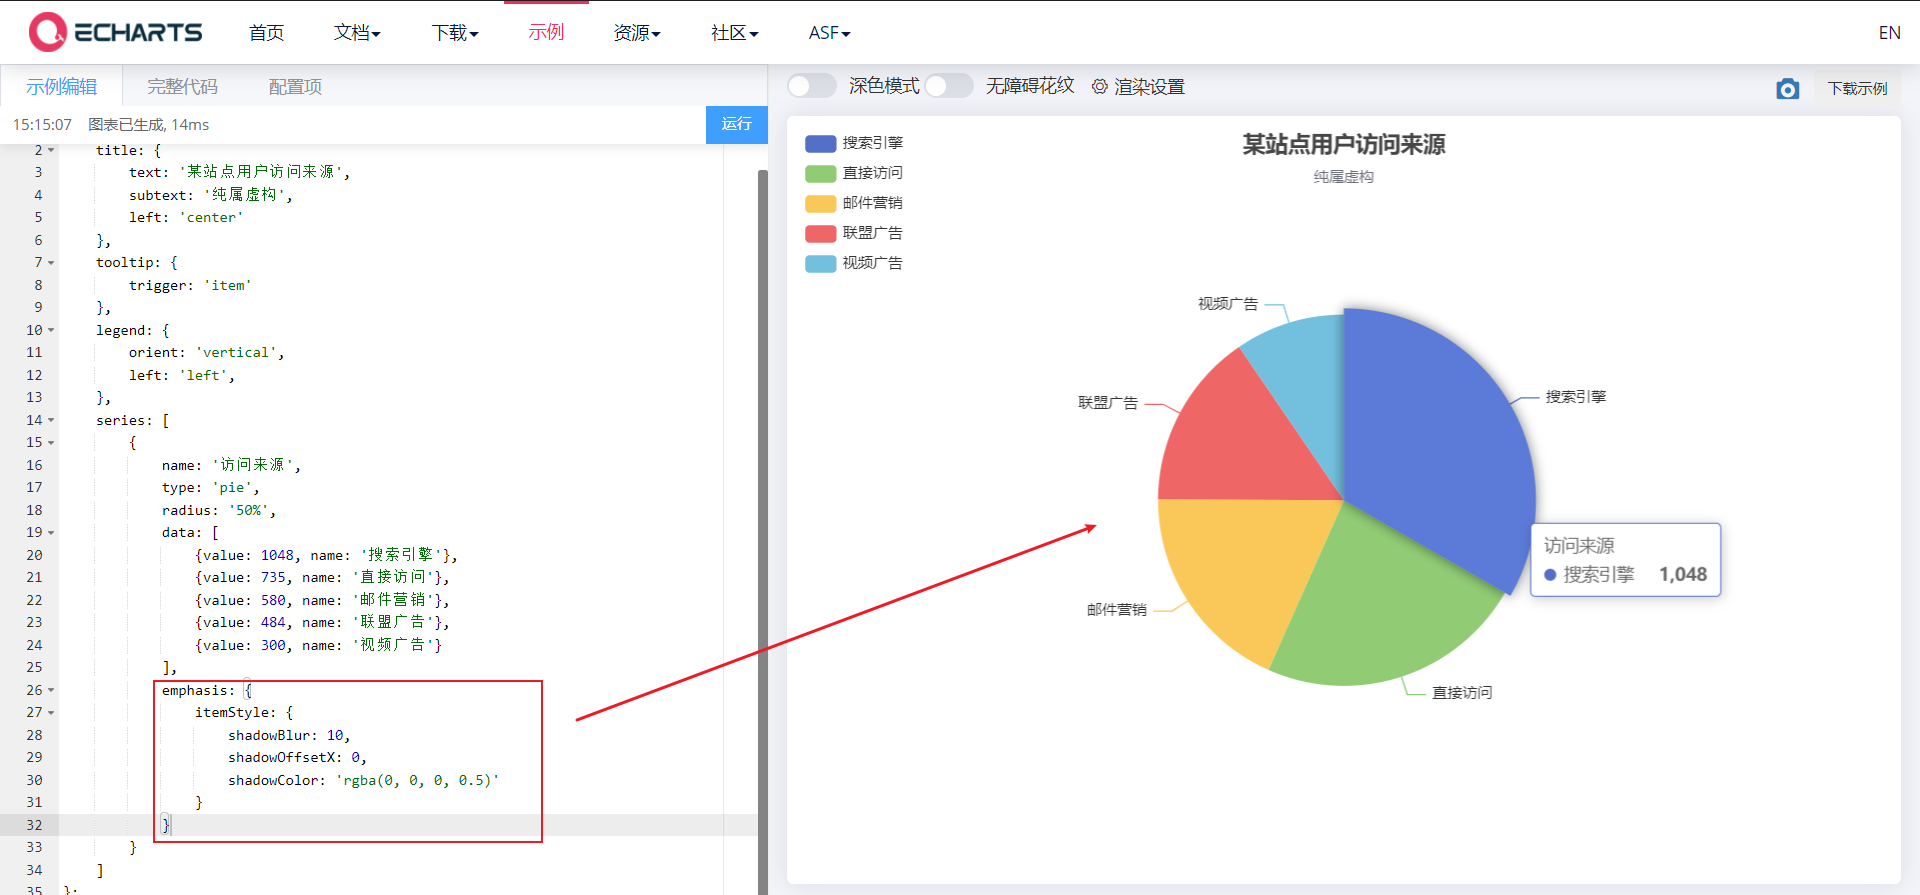 ECHARTS 首页 文档 下载 示例 资源 社区 ASF EN
示例编辑 完整代码 配置项
深色模式 无障碍花纹 渲染设置 下载示例
15:15:07 图表已生成, 14ms 运行
2 title: {
3 text: '某站点用户访问来源',
4 subtext: '纯属虚构',
5 left: 'center'
6 },
7 tooltip: {
8 trigger: 'item'
9 },
10 legend: {
11 orient: 'vertical',
12 left: 'left',
13 },
14 series: [
15 {
16 name: '访问来源',
17 type: 'pie',
18 radius: '50%',
19 data: [
20 {value: 1048, name: '搜索引擎'},
21 {value: 735, name: '直接访问'},
22 {value: 580, name: '邮件营销'},
23 {value: 484, name: '联盟广告'},
24 {value: 300, name: '视频广告'}
25 ],
26 emphasis: {
27 itemStyle: {
28 shadowBlur: 10,
29 shadowOffsetX: 0,
30 shadowColor: 'rgba(0, 0, 0, 0.5)'
31 }
32 }
33 }
34 ]
35 };
搜索引擎
直接访问
邮件营销
联盟广告
视频广告
某站点用户访问来源
纯属虚构
视频广告
搜索引擎
联盟广告
访问来源
搜索引擎 1,048
邮件营销
直接访问